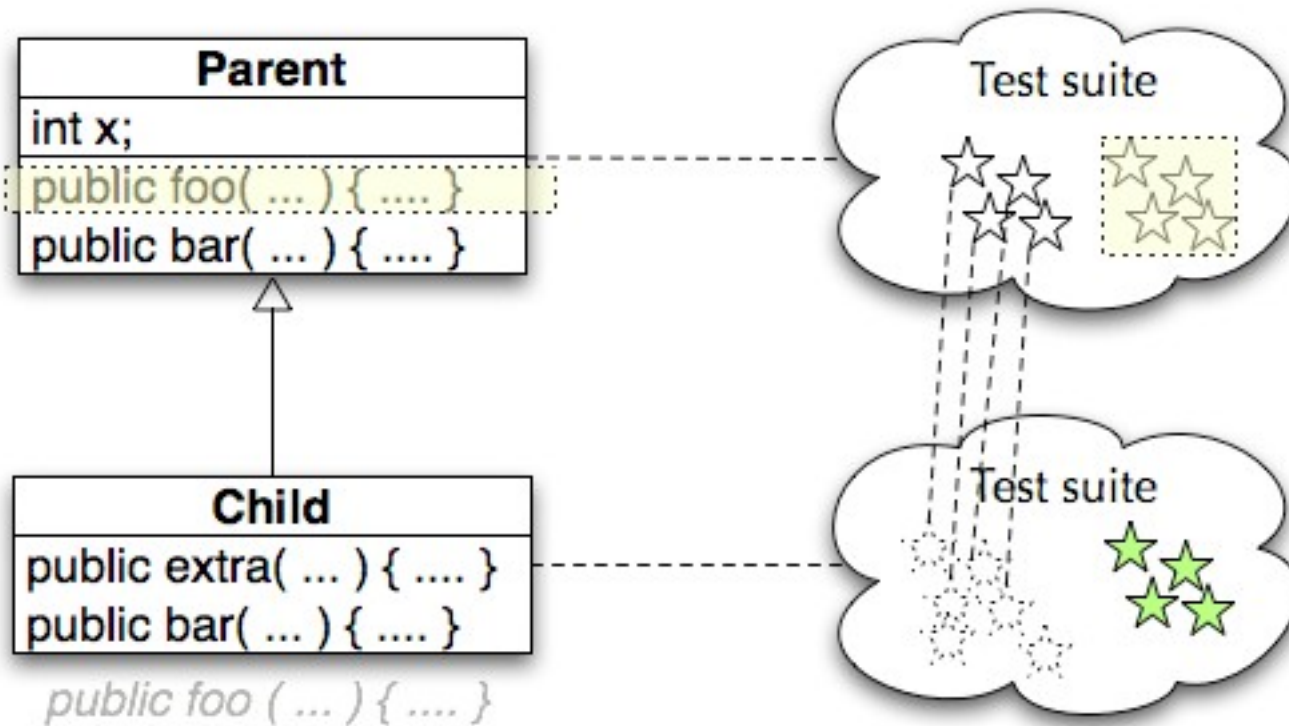 Parent
int x;
public foo( ... ) { .... }
public bar( ... ) { .... }
Test suite
Child
public extra( ... ) { .... }
public bar( ... ) { .... }
public foo ( ... ) { .... }
Test suite